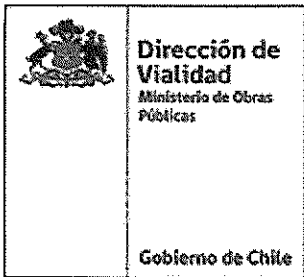 Dirección de
Vialidad
Ministerio de Obras
Públicas
Gobierno de Chile